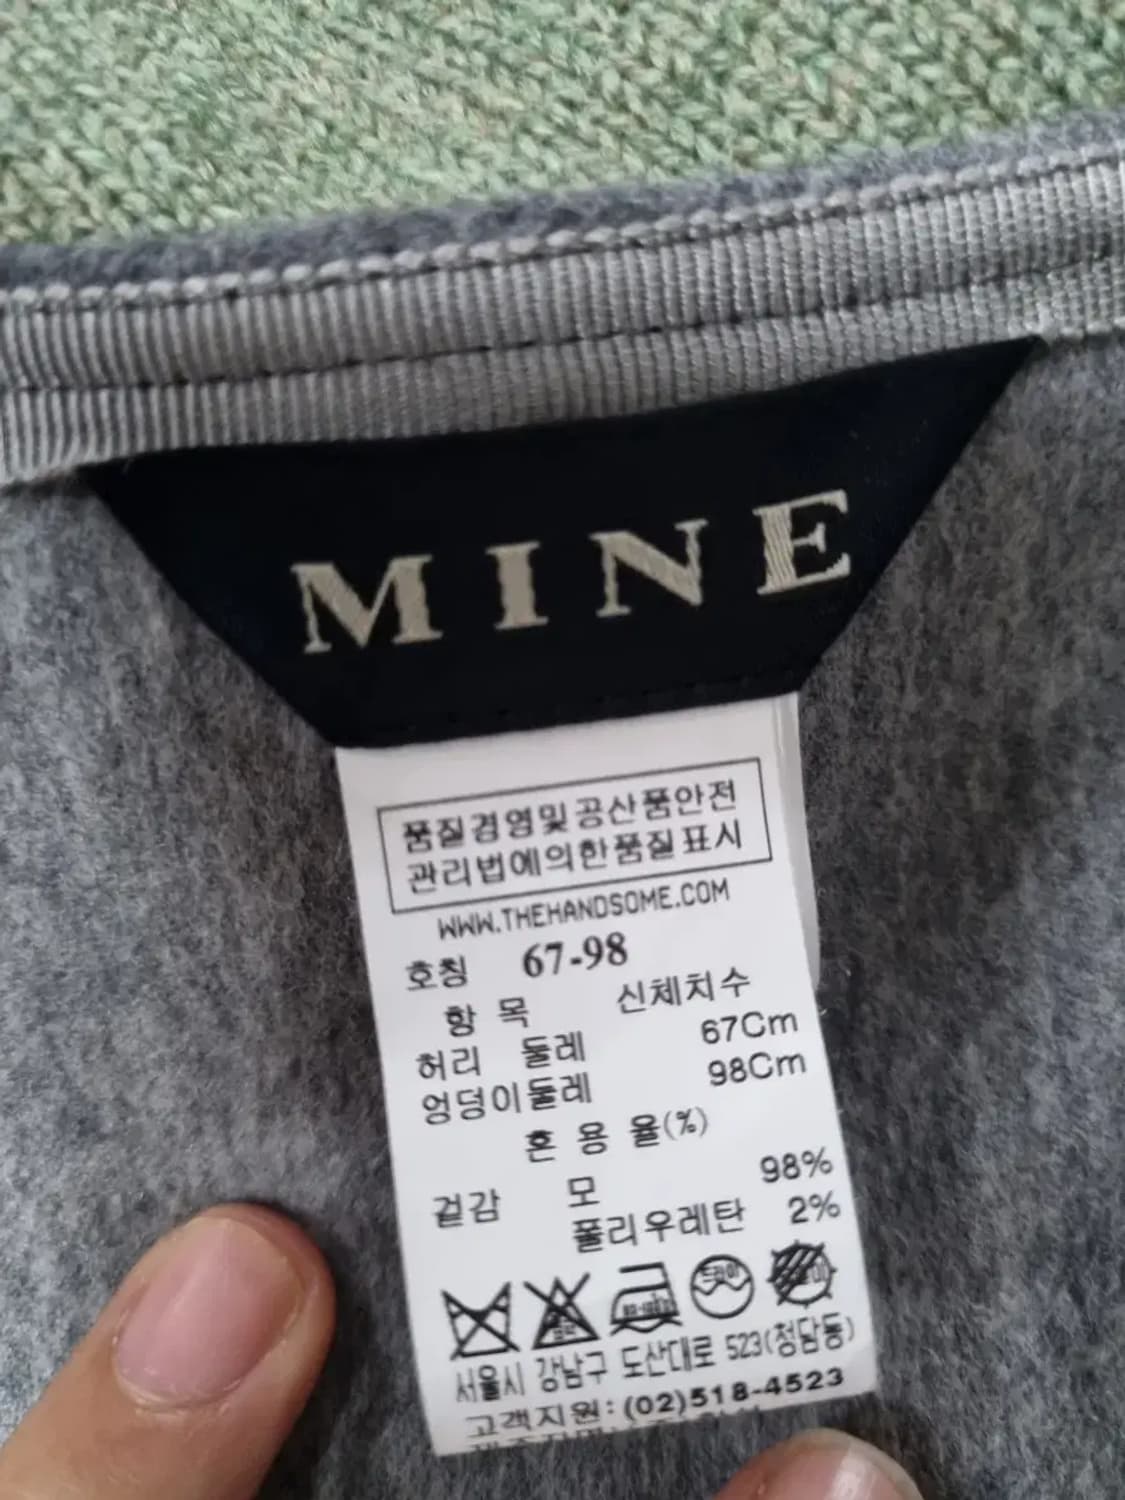 MINE
품질경영및공산품안전
관리법에의한품질표시
WWW.THEHANDSOME.COM
호칭 67-98
항 목 신체치수
허리 둘레 67Cm
엉덩이둘레 98Cm
혼 용 율(%)
겉감 모 98%
폴리우레탄 2%
드라이
서울시 강남구 도산대로 523(청담동)
고객지원: (02)518-4523